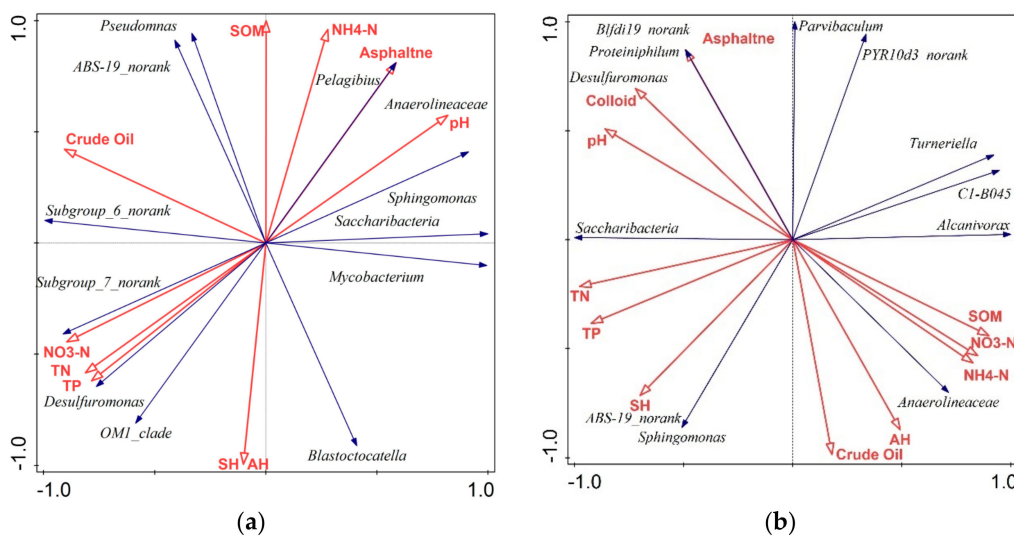 1.0
Pseudomnas
SOM
NH4-N
ABS-19_norank
Asphaltne
Pelagibius
Anaerolineaceae
pH
Crude Oil
Sphingomonas
Subgroup_6_norank
Saccharibacteria
Mycobacterium
Subgroup_7_norank
NO3-N
TN
TP
Desulfuromonas
OM1_clade
Blastoctocatella
SH AH
-1.0
-1.0
1.0
(a)
1.0
Blfdi19_norank
Parvibaculum
Asphaltne
Proteiniphilum
PYR10d3_norank
Desulfuromonas
Colloid
pH
Turneriella
C1-B045
Saccharibacteria
Alcanivorax
TN
TP
SOM
NO3-N
NH4-N
SH
Anaerolineaceae
ABS-19_norank
Sphingomonas
AH
Crude Oil
-1.0
-1.0
1.0
(b)